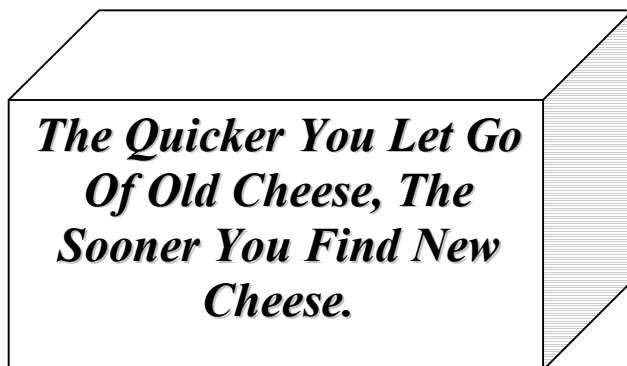 The Quicker You Let Go
Of Old Cheese, The
Sooner You Find New
Cheese.